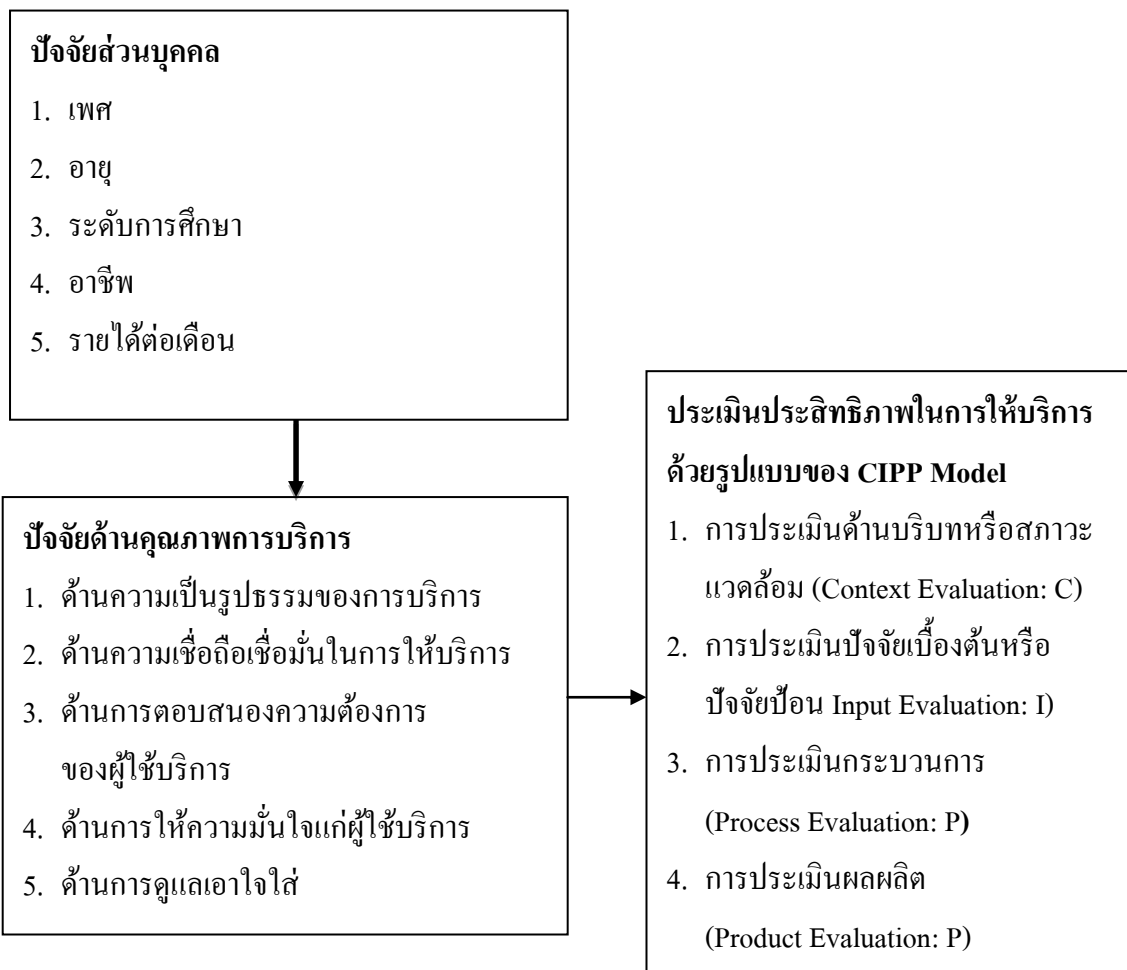 ปัจจัยส่วนบุคคล
1. เพศ
2. อายุ
3. ระดับการศึกษา
4. อาชีพ
5. รายได้ต่อเดือน
ปัจจัยด้านคุณภาพการบริการ
1. ด้านความเป็นรูปธรรมของการบริการ
2. ด้านความเชื่อถือเชื่อมั่นในการให้บริการ
3. ด้านการตอบสนองความต้องการ
ของผู้ใช้บริการ
4. ด้านการให้ความมั่นใจแก่ผู้ใช้บริการ
5. ด้านการดูแลเอาใจใส่
ประเมินประสิทธิภาพในการให้บริการ
ด้วยรูปแบบของ CIPP Model
1. การประเมินด้านบริบทหรือสภาวะ
แวดล้อม (Context Evaluation: C)
2. การประเมินปัจจัยเบื้องต้นหรือ
ปัจจัยป้อน Input Evaluation: I)
3. การประเมินกระบวนการ
(Process Evaluation: P)
4. การประเมินผลผลิต
(Product Evaluation: P)